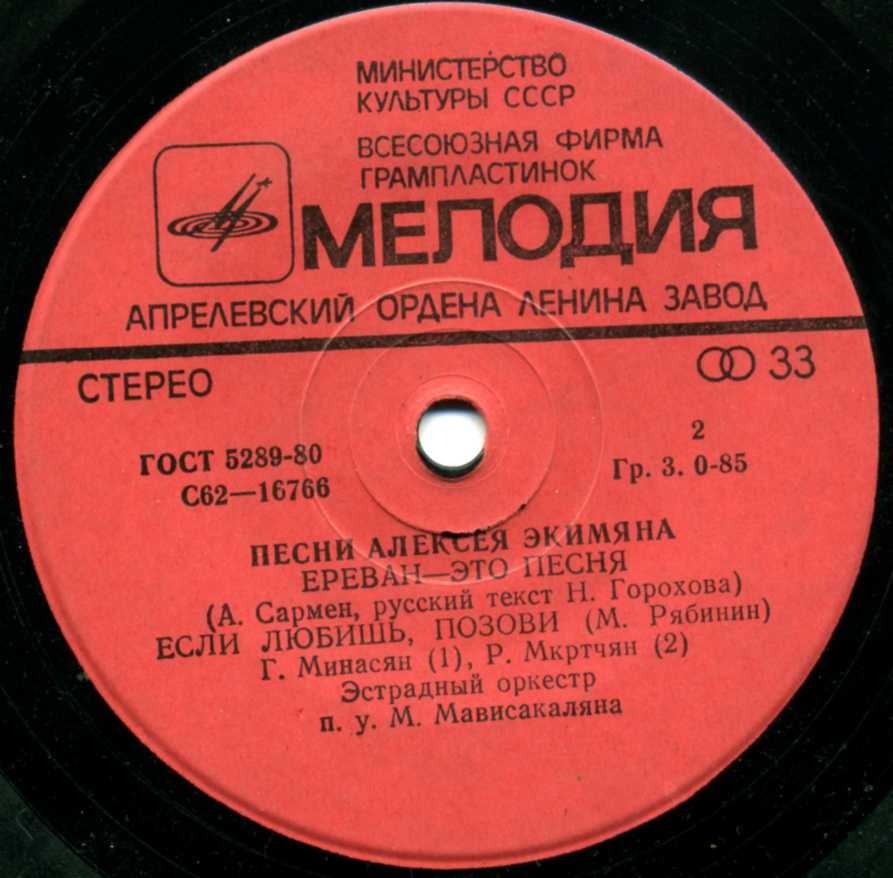 МИНИСТЕРСТВО
КУЛЬТУРЫ СССР
ВСЕСОЮЗНАЯ ФИРМА
ГРАМПЛАСТИНОК
МЕЛОДИЯ
АПРЕЛЕВСКИЙ ОРДЕНА ЛЕНИНА ЗАВОД
СТЕРЕО
33
ГОСТ 5289-80
С62—16766
2
Гр. 3. 0-85
ПЕСНИ АЛЕКСЕЯ ЭКИМЯНА
ЕРЕВАН—ЭТО ПЕСНЯ
(А. Сармен, русский текст Н. Горохова)
ЕСЛИ ЛЮБИШЬ, ПОЗОВИ (М. Рябинин)
Г. Минасян (1), Р. Мкртчян (2)
Эстрадный оркестр
п. у. М. Мависакаляна